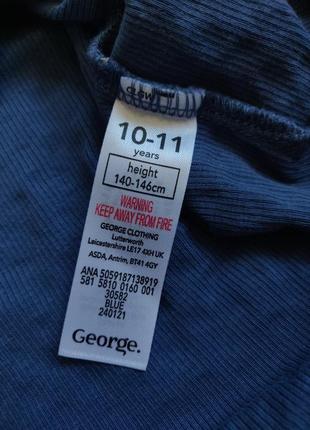 10-11
years
height
140-146cm
WARNING
KEEP AWAY FROM FIRE
GEORGE CLOTHING
Lutterworth
Leicestershire LE17 4XH UK
ASDA, Antrim, BT41 4GY
ANA 5059187138919
581 5810 0160 001
30582
BLUE
240121
George.